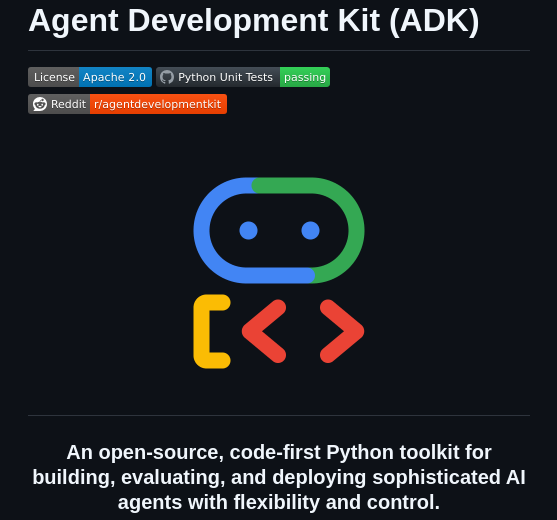 Agent Development Kit (ADK)
License Apache 2.0 Python Unit Tests passing
Reddit r/agentdevelopmentkit
An open-source, code-first Python toolkit for
building, evaluating, and deploying sophisticated AI
agents with flexibility and control.